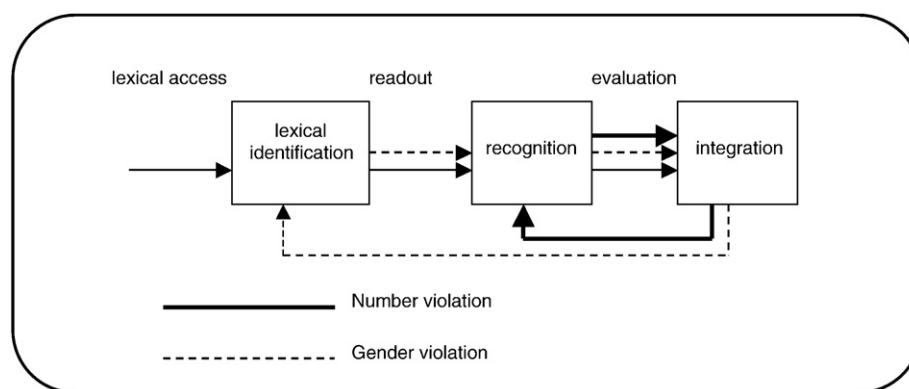 lexical access
readout
evaluation
lexical
identification
recognition
integration
Number violation
Gender violation